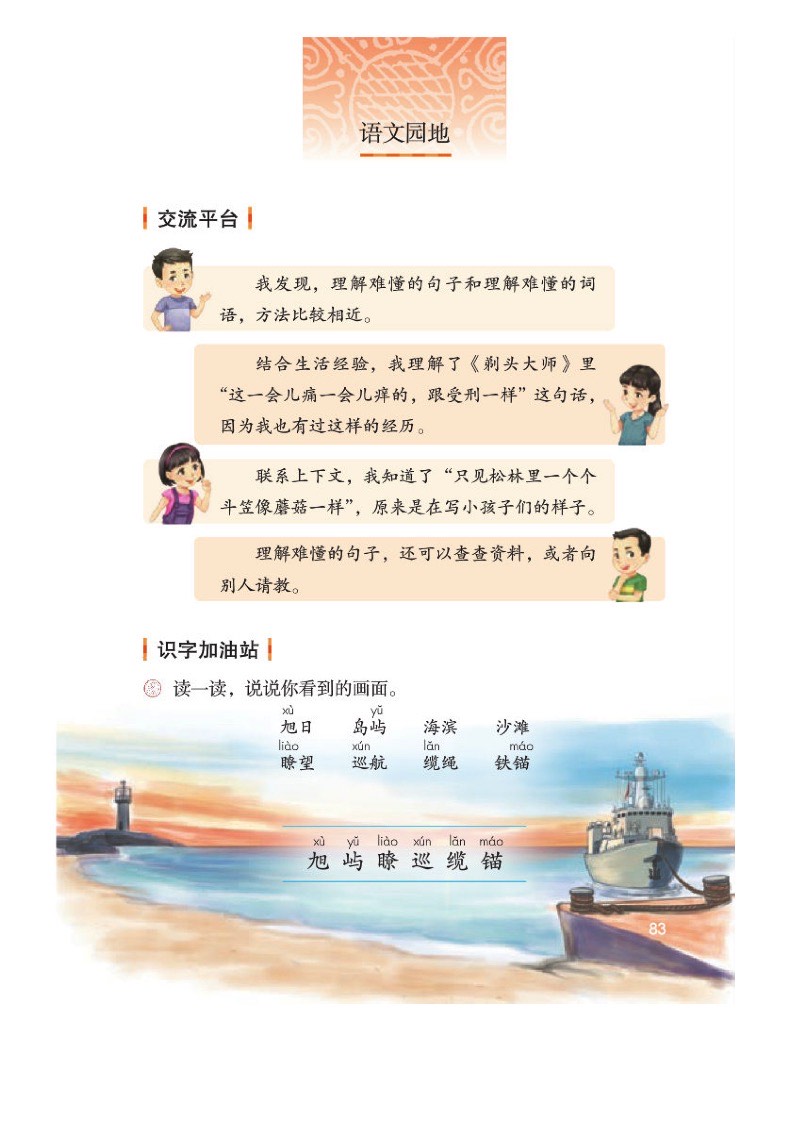 语文园地
交流平台
我发现，理解难懂的句子和理解难懂的词
语，方法比较相近。
结合生活经验，我理解了《剃头大师》里
“这一会儿痛一会儿痒的，跟受刑一样”这句话，
因为我也有过这样的经历。
联系上下文，我知道了“只见松林里一个个
斗笠像蘑菇一样”，原来是在写小孩子们的样子。
理解难懂的句子，还可以查查资料，或者向
别人请教。
识字加油站
读一读，说说你看到的画面。
xù yǔ
旭日 岛屿 海滨 沙滩
liào xún lǎn máo
瞭望 巡航 缆绳 铁锚
xù yǔ liào xún lǎn máo
旭 屿 瞭 巡 缆 锚
83